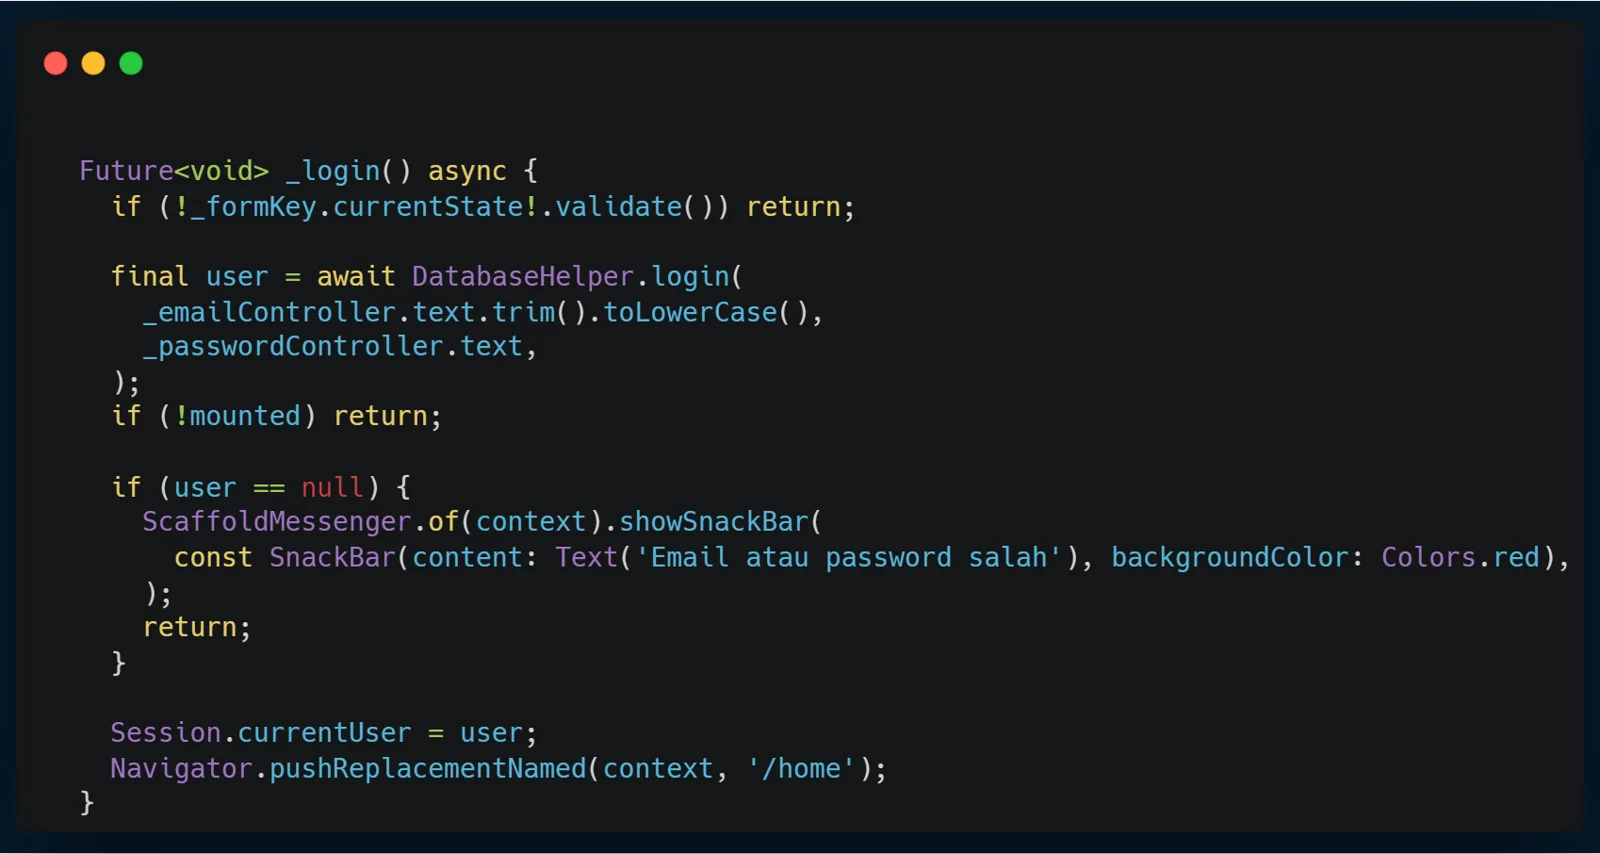 Future<void> _login() async {
  if (!_formKey.currentState!.validate()) return;

  final user = await DatabaseHelper.login(
    _emailController.text.trim().toLowerCase(),
    _passwordController.text,
  );
  if (!mounted) return;

  if (user == null) {
    ScaffoldMessenger.of(context).showSnackBar(
      const SnackBar(content: Text('Email atau password salah'), backgroundColor: Colors.red),
    );
    return;
  }

  Session.currentUser = user;
  Navigator.pushReplacementNamed(context, '/home');
}